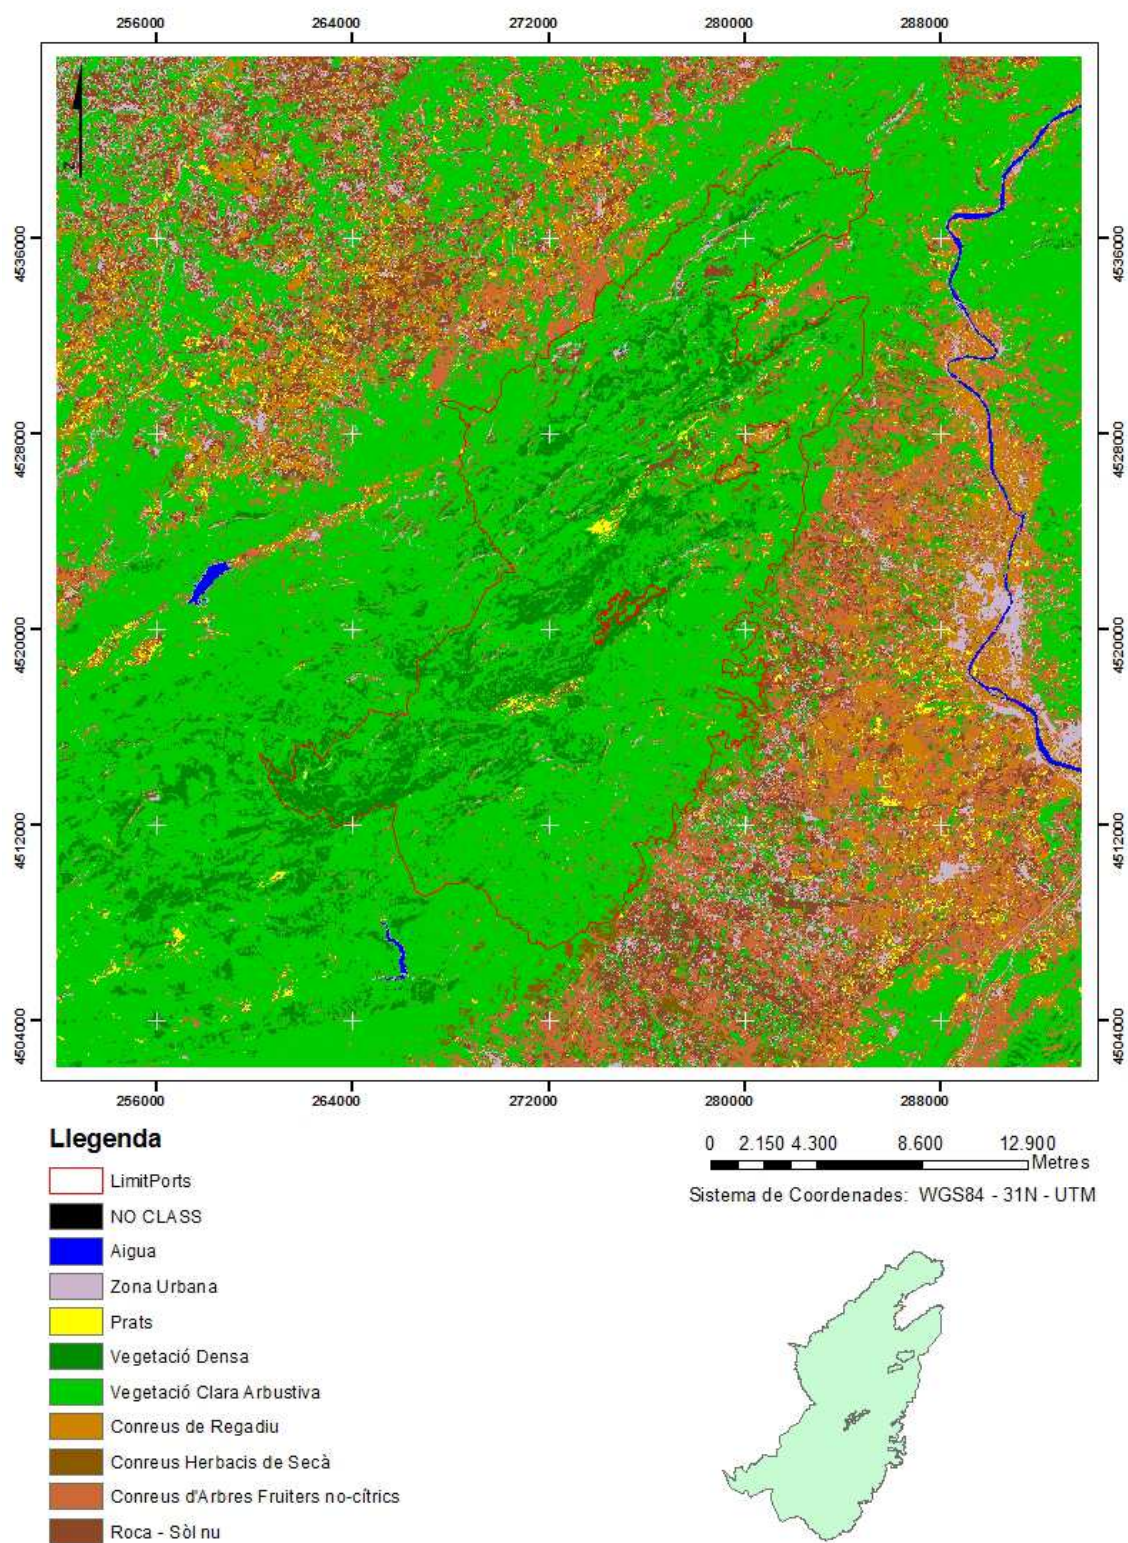 256000 264000 272000 280000 288000
4536000 4536000
4528000 4528000
4520000 4520000
4512000 4512000
4504000 4504000
256000 264000 272000 280000 288000
Llegenda
LimitPorts
NO CLASS
Aigua
Zona Urbana
Prats
Vegetació Densa
Vegetació Clara Arbustiva
Conreus de Regadiu
Conreus Herbacis de Secà
Conreus d'Arbres Fruiters no-cítrics
Roca - Sòl nu
0 2.150 4.300 8.600 12.900
Metres
Sistema de Coordenades: WGS84 - 31N - UTM